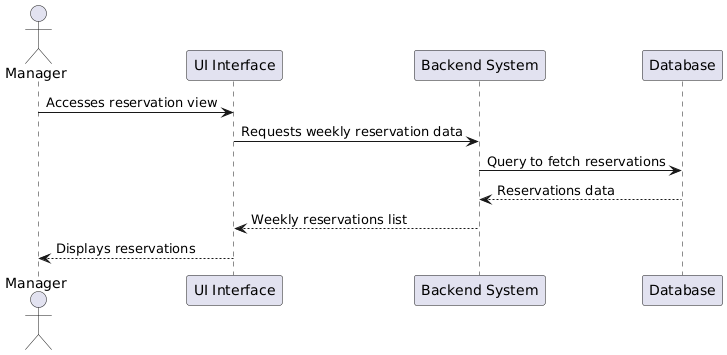 Manager
UI Interface
Backend System
Database
Accesses reservation view
Requests weekly reservation data
Query to fetch reservations
Reservations data
Weekly reservations list
Displays reservations
Manager
UI Interface
Backend System
Database